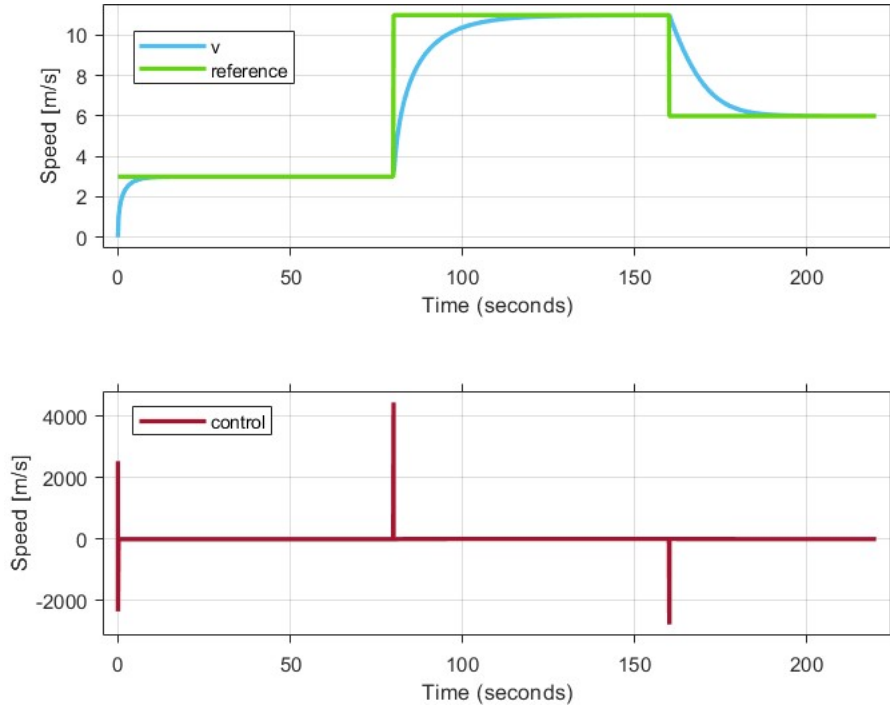 10
8
6
4
2
0
Speed [m/s]
v
reference
0 50 100 150 200
Time (seconds)
4000
2000
0
-2000
Speed [m/s]
control
0 50 100 150 200
Time (seconds)